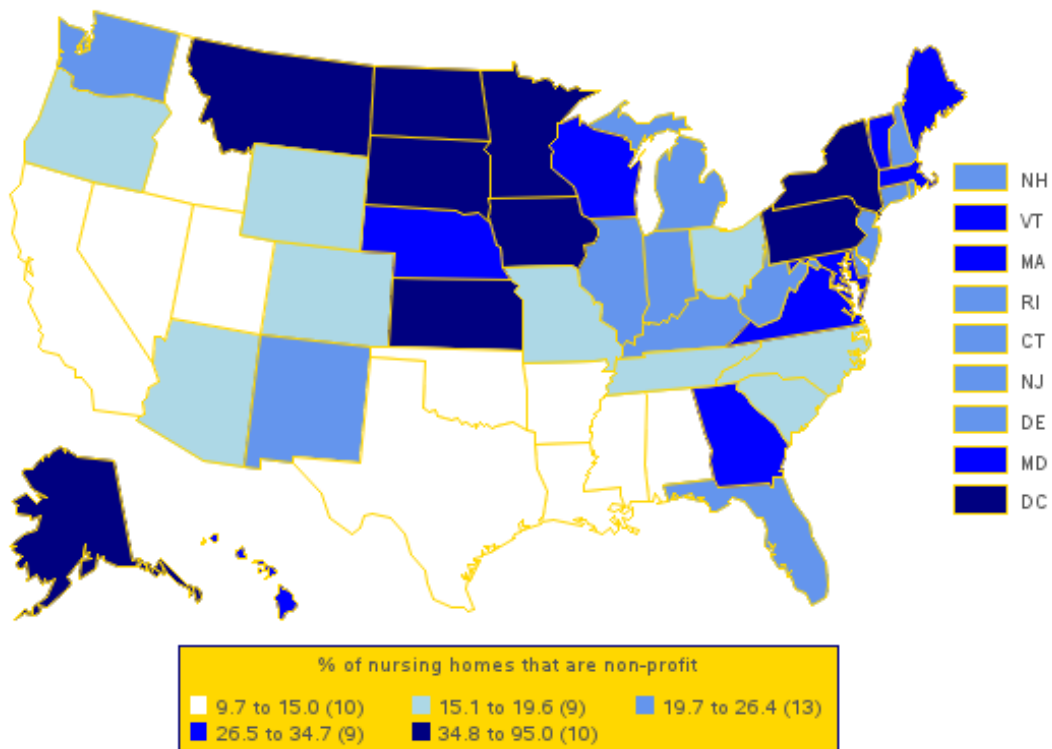 NH
VT
MA
RI
CT
NJ
DE
MD
DC
% of nursing homes that are non-profit
9.7 to 15.0 (10) 15.1 to 19.6 (9) 19.7 to 26.4 (13)
26.5 to 34.7 (9) 34.8 to 95.0 (10)